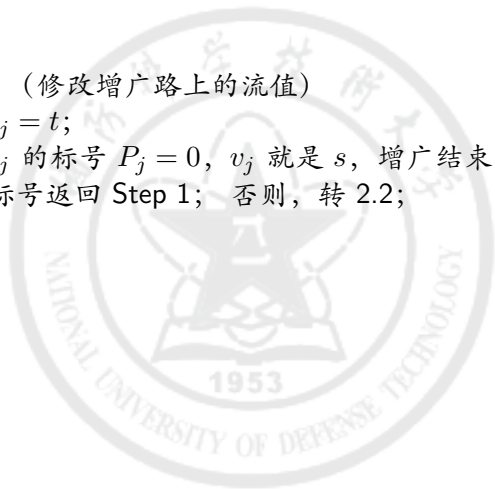 （修改增广路上的流值）
j = t；
j 的标号 P_j = 0，v_j 就是 s，增广结束
标号返回 Step 1； 否则，转 2.2；
1953
NATIONAL UNIVERSITY OF DEFENSE TECHNOLOGY